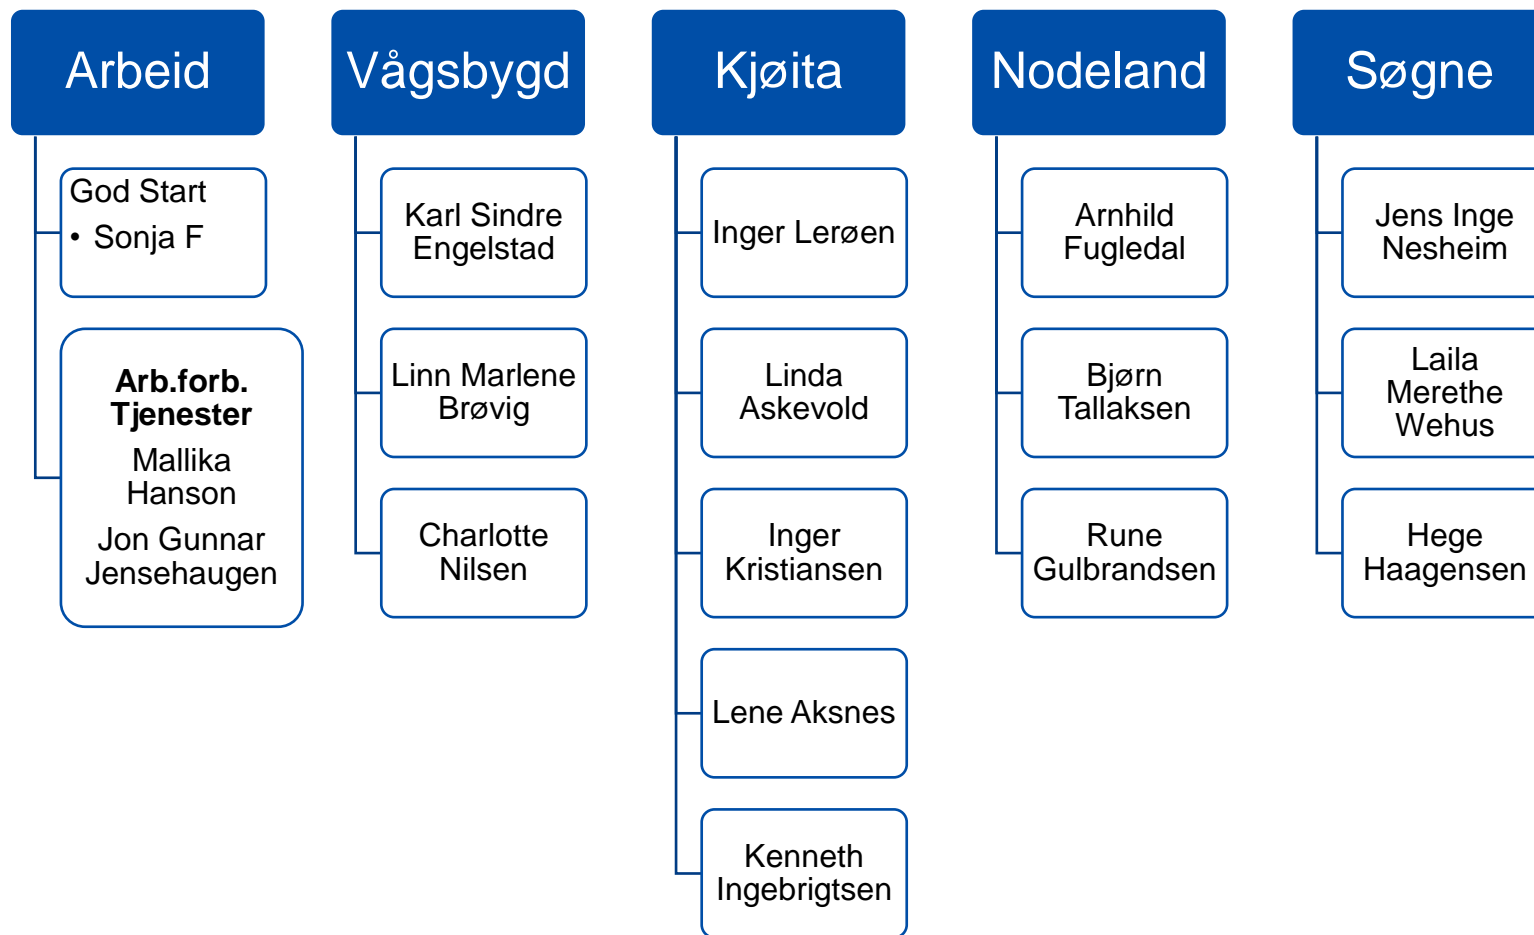 Arbeid
God Start
• Sonja F
Arb.forb.
Tjenester
Mallika
Hanson
Jon Gunnar
Jensehaugen
Vågsbygd
Karl Sindre
Engelstad
Linn Marlene
Brøvig
Charlotte
Nilsen
Kjøita
Inger Lerøen
Linda
Askevold
Inger
Kristiansen
Lene Aksnes
Kenneth
Ingebrigtsen
Nodeland
Arnhild
Fugledal
Bjørn
Tallaksen
Rune
Gulbrandsen
Søgne
Jens Inge
Nesheim
Laila
Merethe
Wehus
Hege
Haagensen